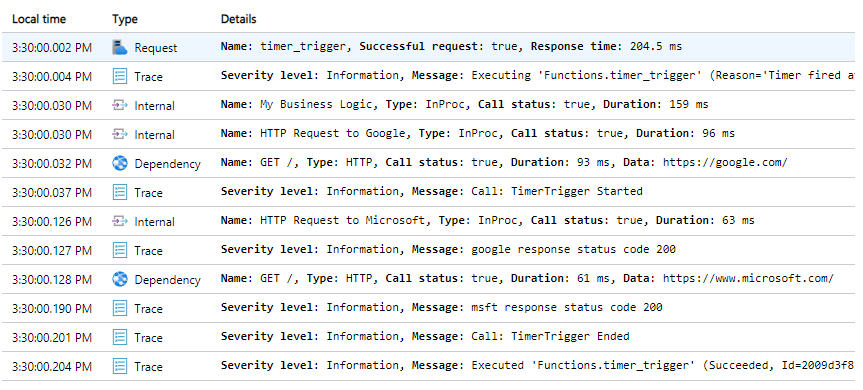 Local time Type Details
3:30:00.002 PM Request Name: timer_trigger, Successful request: true, Response time: 204.5 ms
3:30:00.004 PM Trace Severity level: Information, Message: Executing 'Functions.timer_trigger' (Reason='Timer fired at
3:30:00.030 PM Internal Name: My Business Logic, Type: InProc, Call status: true, Duration: 159 ms
3:30:00.030 PM Internal Name: HTTP Request to Google, Type: InProc, Call status: true, Duration: 96 ms
3:30:00.032 PM Dependency Name: GET /, Type: HTTP, Call status: true, Duration: 93 ms, Data: https://google.com/
3:30:00.037 PM Trace Severity level: Information, Message: Call: TimerTrigger Started
3:30:00.126 PM Internal Name: HTTP Request to Microsoft, Type: InProc, Call status: true, Duration: 63 ms
3:30:00.127 PM Trace Severity level: Information, Message: google response status code 200
3:30:00.128 PM Dependency Name: GET /, Type: HTTP, Call status: true, Duration: 61 ms, Data: https://www.microsoft.com/
3:30:00.190 PM Trace Severity level: Information, Message: msft response status code 200
3:30:00.201 PM Trace Severity level: Information, Message: Call: TimerTrigger Ended
3:30:00.204 PM Trace Severity level: Information, Message: Executed 'Functions.timer_trigger' (Succeeded, Id=2009d3f8